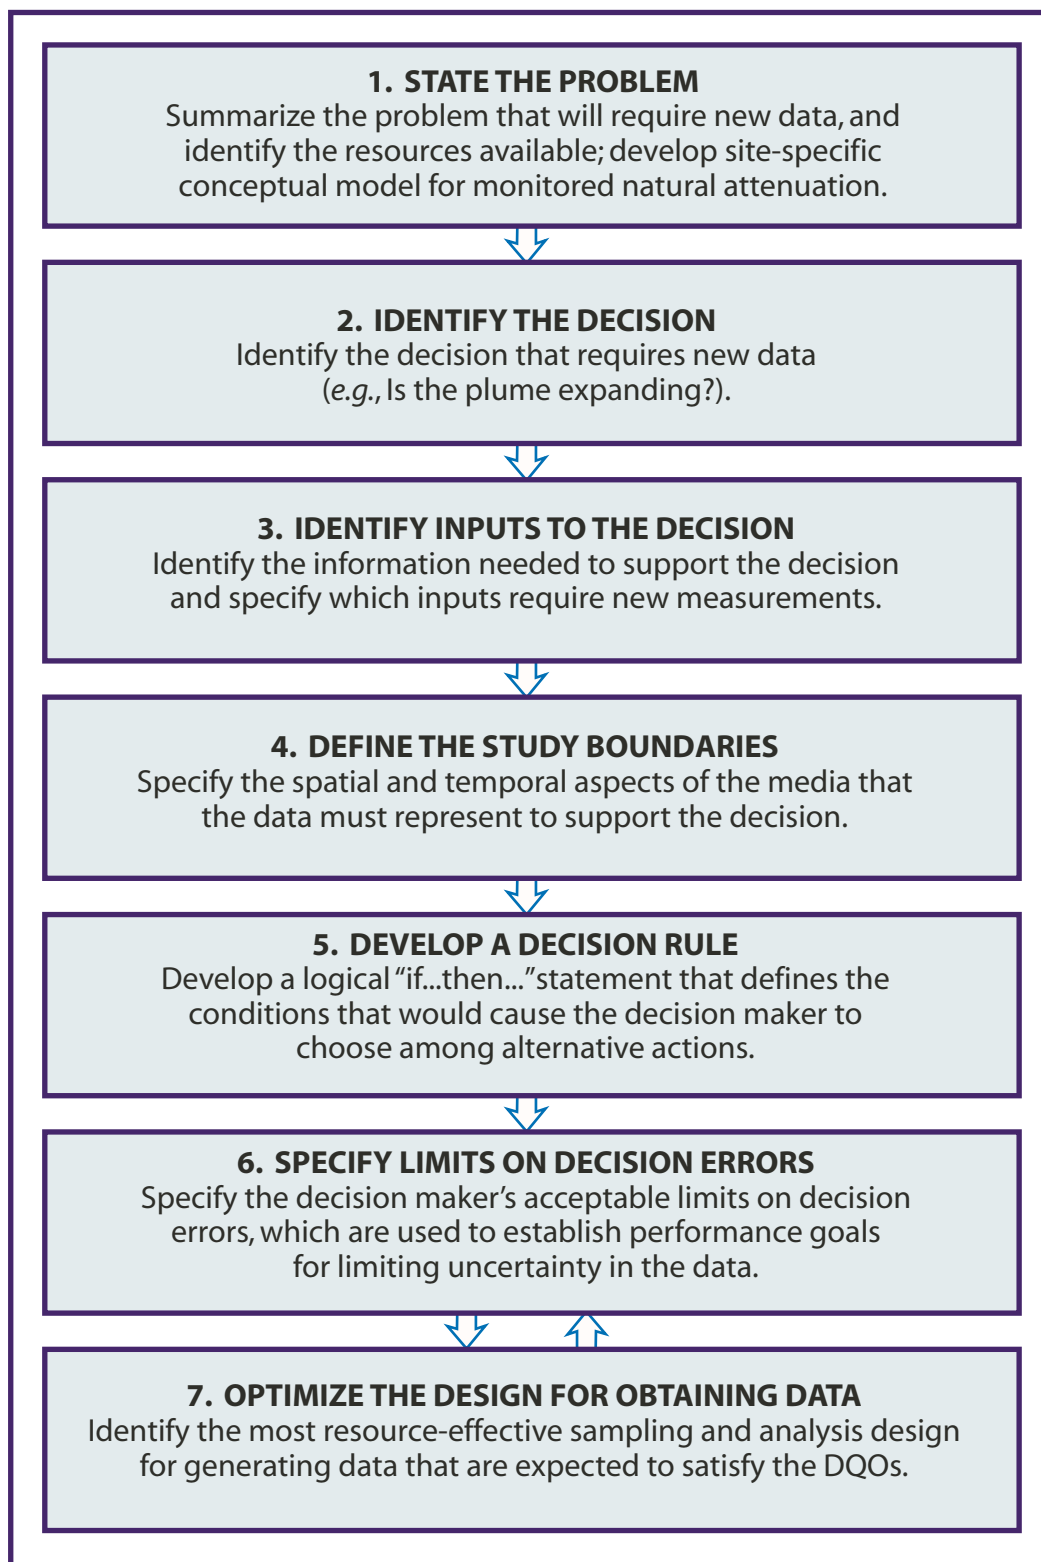 1. STATE THE PROBLEM
Summarize the problem that will require new data, and
identify the resources available; develop site-specific
conceptual model for monitored natural attenuation.
2. IDENTIFY THE DECISION
Identify the decision that requires new data
(e.g., Is the plume expanding?).
3. IDENTIFY INPUTS TO THE DECISION
Identify the information needed to support the decision
and specify which inputs require new measurements.
4. DEFINE THE STUDY BOUNDARIES
Specify the spatial and temporal aspects of the media that
the data must represent to support the decision.
5. DEVELOP A DECISION RULE
Develop a logical “if...then...” statement that defines the
conditions that would cause the decision maker to
choose among alternative actions.
6. SPECIFY LIMITS ON DECISION ERRORS
Specify the decision maker’s acceptable limits on decision
errors, which are used to establish performance goals
for limiting uncertainty in the data.
7. OPTIMIZE THE DESIGN FOR OBTAINING DATA
Identify the most resource-effective sampling and analysis design
for generating data that are expected to satisfy the DQOs.